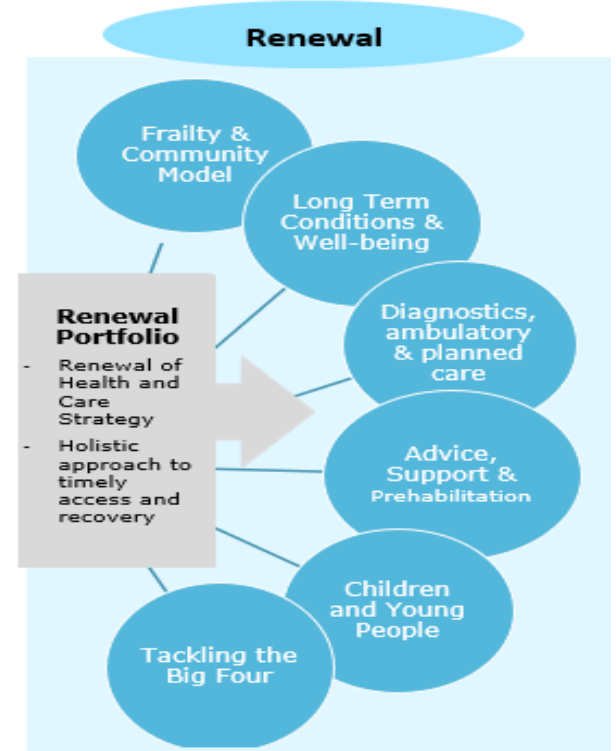 Renewal
Frailty &
Community
Model
Long Term
Conditions &
Well-being
Diagnostics,
ambulatory
& planned
care
Advice,
Support &
Prehabilitation
Children
and Young
People
Tackling the
Big Four
Renewal
Portfolio
- Renewal of
Health and
Care
Strategy
- Holistic
approach to
timely
access and
recovery